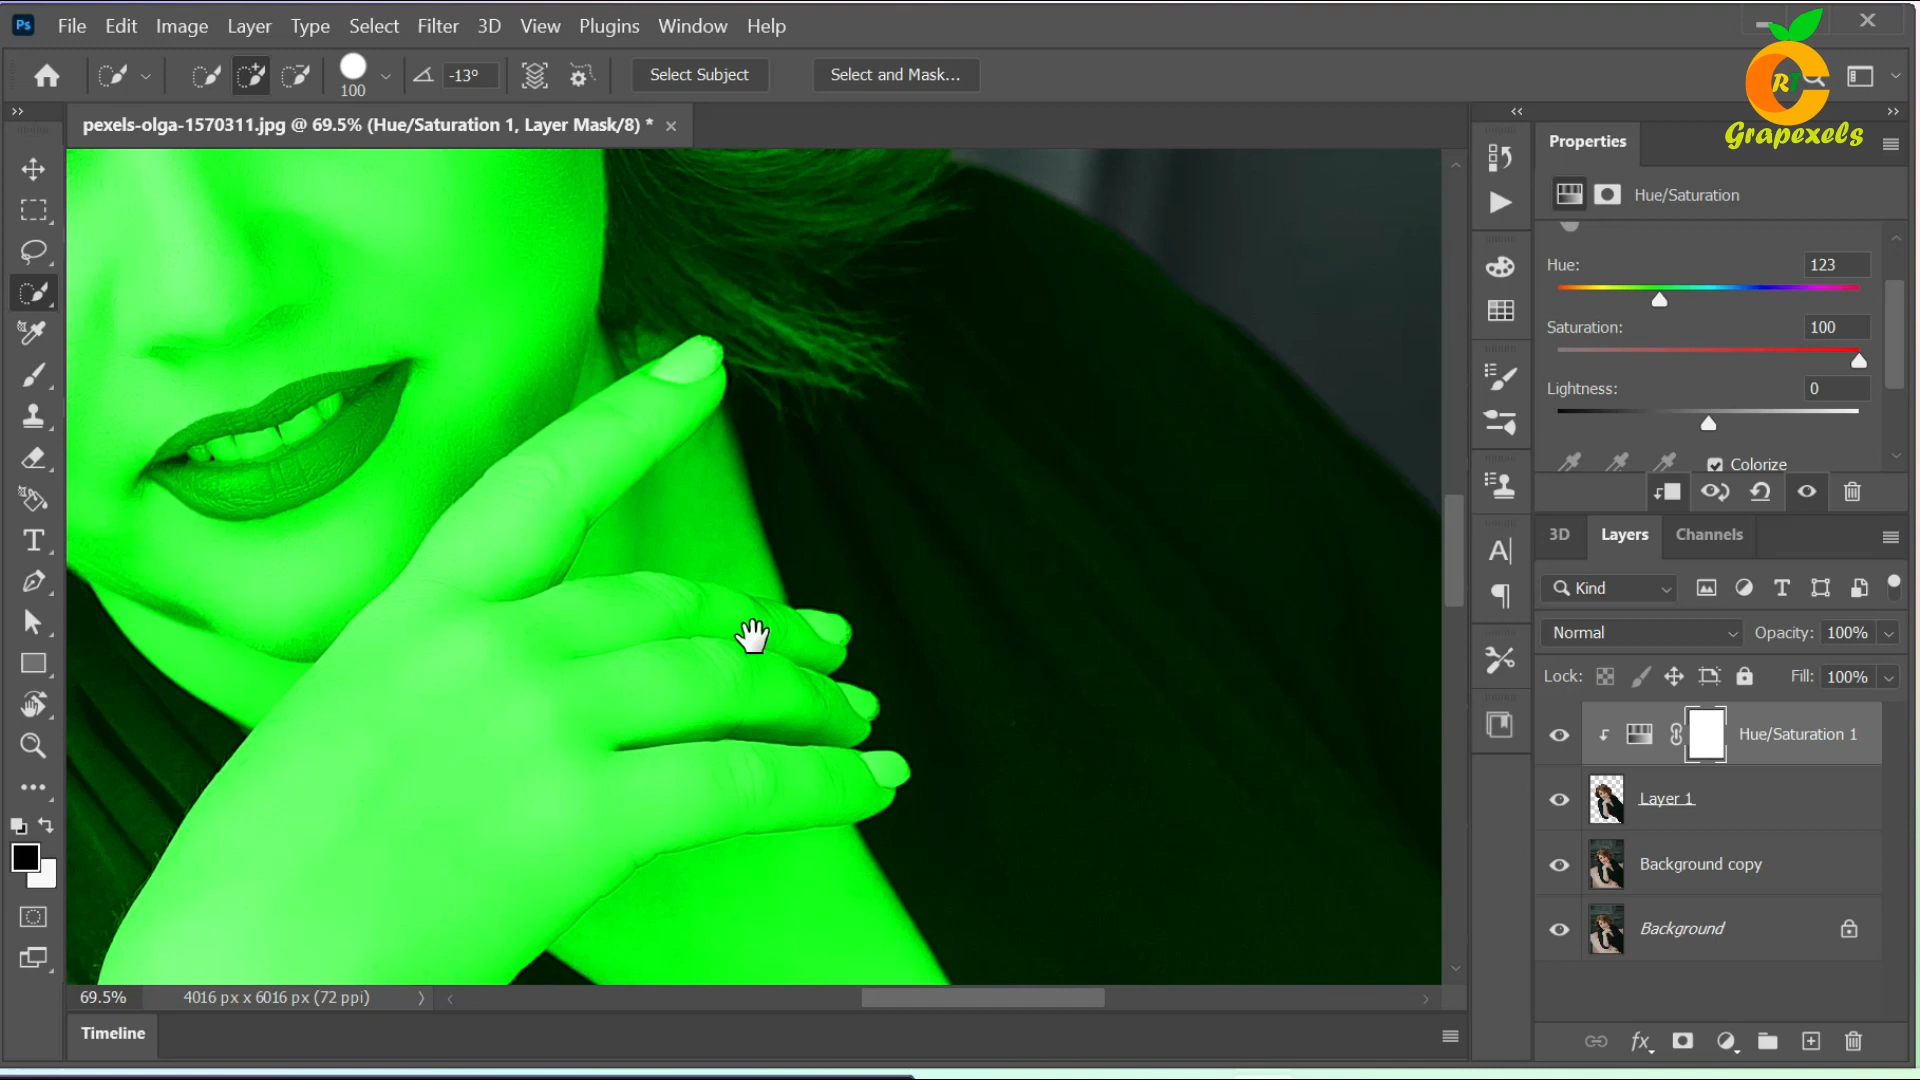 Ps File Edit Image Layer Type Select Filter 3D View Plugins Window Help
100 -13° Select Subject Select and Mask...
RT
Grapexels
pexels-olga-1570311.jpg @ 69.5% (Hue/Saturation 1, Layer Mask/8) *
Properties
Hue/Saturation
Hue: 123
Saturation: 100
Lightness: 0
Colorize
3D Layers Channels
Kind
Normal Opacity: 100%
Lock: Fill: 100%
Hue/Saturation 1
Layer 1
Background copy
Background
69.5% 4016 px x 6016 px (72 ppi)
Timeline
fx